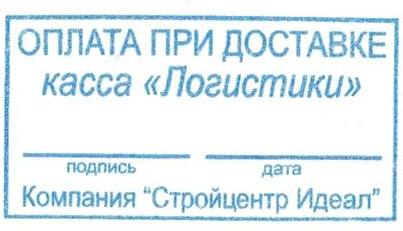 ОПЛАТА ПРИ ДОСТАВКЕ
касса «Логистики»
подпись дата
Компания "Стройцентр Идеал"